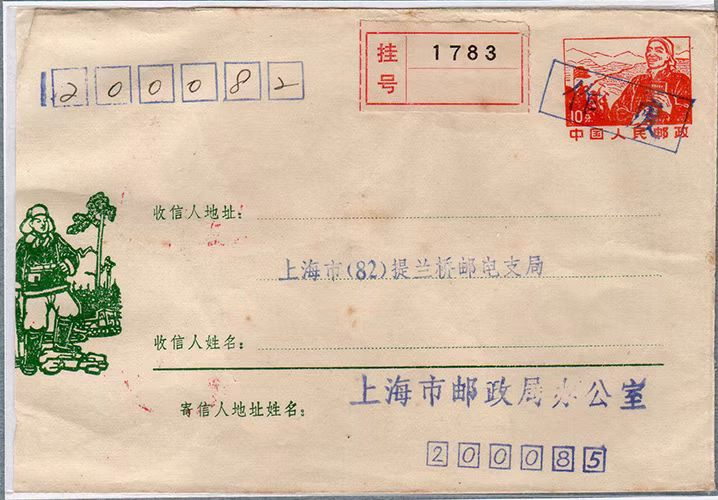 挂号 1783
200082
10分
中国人民邮政
作废
收信人地址:
上海市(82)提兰桥邮电支局
收信人姓名:
上海市邮政局办公室
寄信人地址姓名:
200085